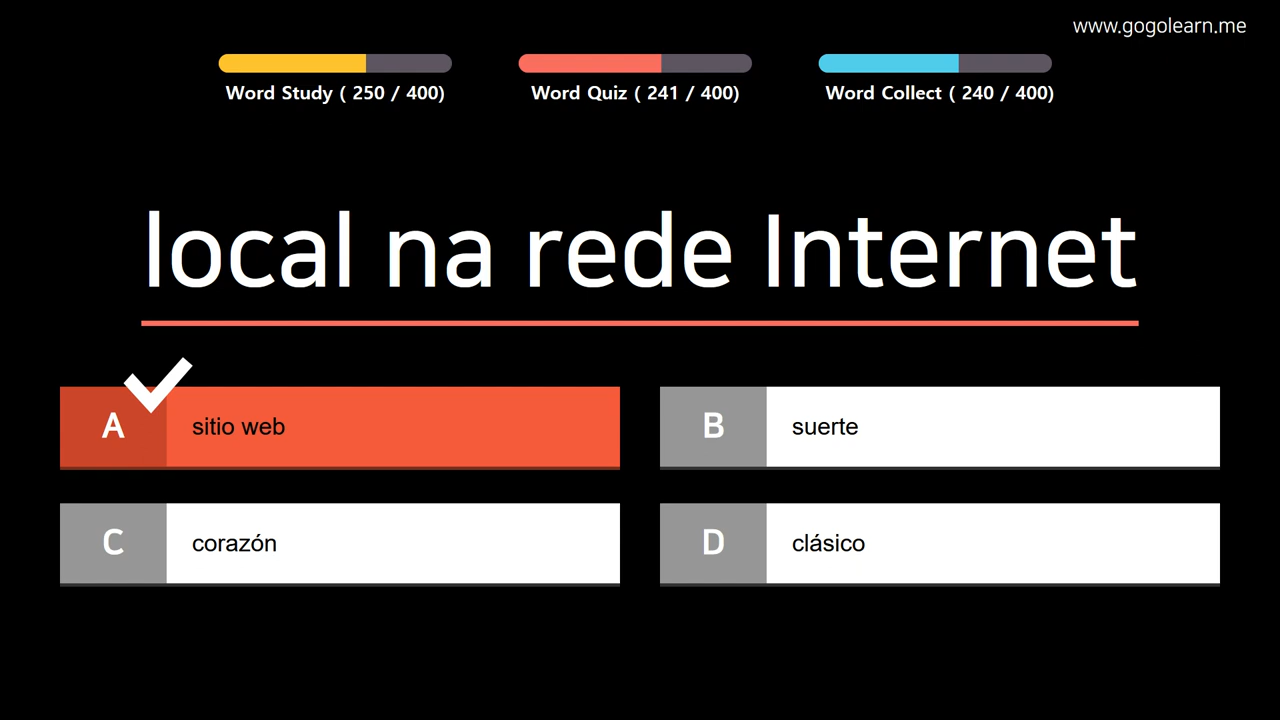 www.gogolearn.me
Word Study ( 250 / 400)
Word Quiz ( 241 / 400)
Word Collect ( 240 / 400)
local na rede Internet
A sitio web
B suerte
C corazón
D clásico